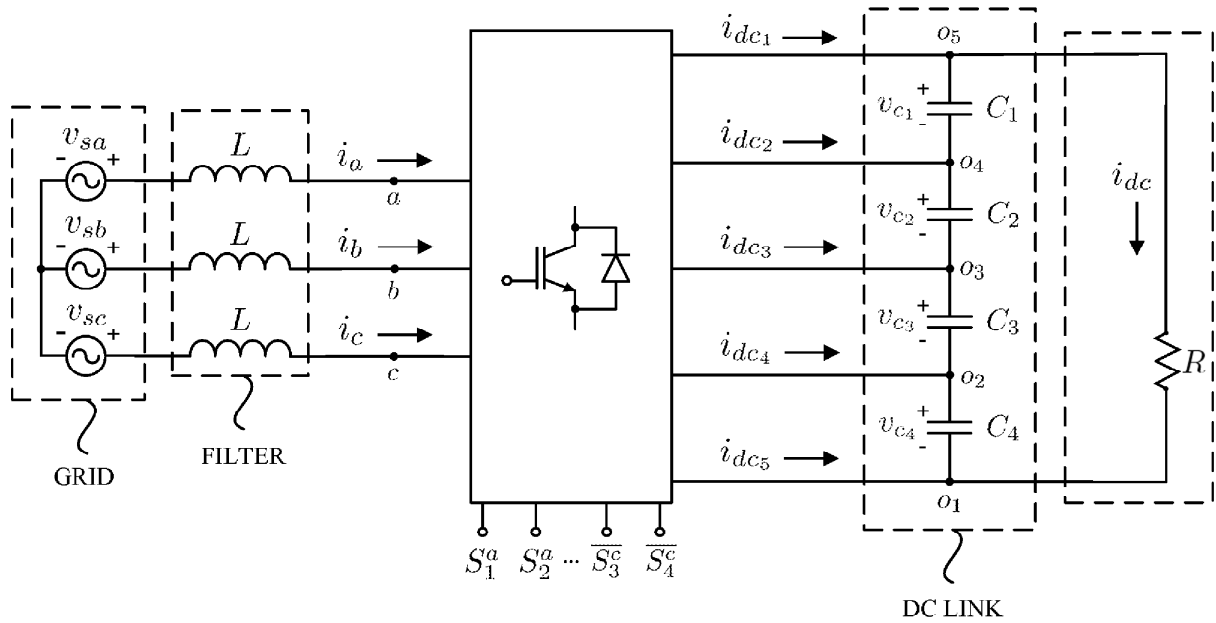 v_{sa}
- +
L
i_a
a
v_{sb}
- +
L
i_b
b
v_{sc}
- +
L
i_c
c
GRID
FILTER
S_1^a S_2^a ... \overline{S_3^c} \overline{S_4^c}
i_{dc_1}
i_{dc_2}
i_{dc_3}
i_{dc_4}
i_{dc_5}
o_5
+
v_{c_1} C_1
-
o_4
+
v_{c_2} C_2
-
o_3
+
v_{c_3} C_3
-
o_2
+
v_{c_4} C_4
-
o_1
DC LINK
i_{dc}
R